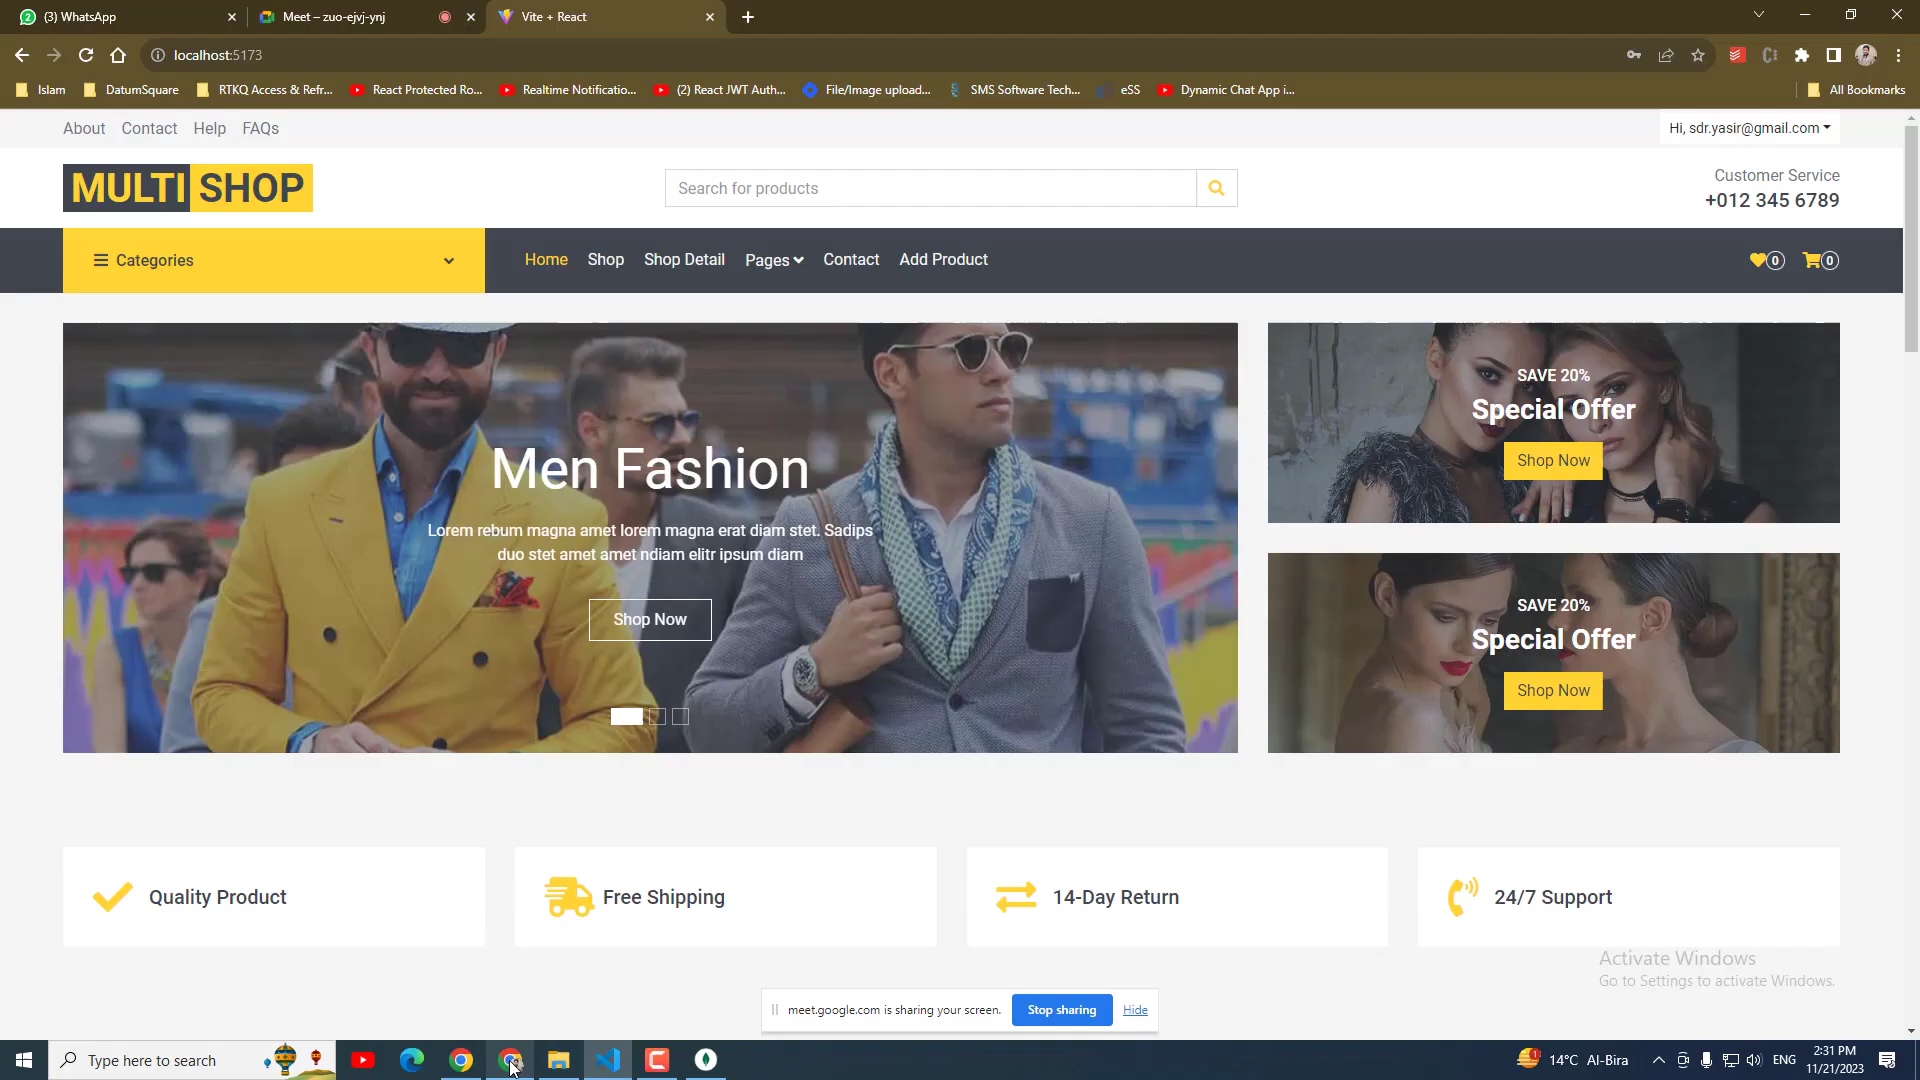 (3) WhatsApp
Meet – zuo-ejvj-ynj
Vite + React
localhost:5173
Islam
DatumSquare
RTKQ Access & Refr...
React Protected Ro...
Realtime Notificatio...
(2) React JWT Auth...
File/Image upload...
SMS Software Tech...
eSS
Dynamic Chat App i...
All Bookmarks
About Contact Help FAQs
Hi, sdr.yasir@gmail.com
MULTI SHOP
Search for products
Customer Service
+012 345 6789
Categories
Home Shop Shop Detail Pages Contact Add Product
0 0
Men Fashion
Lorem rebum magna amet lorem magna erat diam stet. Sadips
duo stet amet amet ndiam elitr ipsum diam
Shop Now
SAVE 20%
Special Offer
Shop Now
SAVE 20%
Special Offer
Shop Now
Quality Product
Free Shipping
14-Day Return
24/7 Support
Activate Windows
Go to Settings to activate Windows.
meet.google.com is sharing your screen.
Stop sharing
Hide
Type here to search
1
14°C Al-Bira
ENG
2:31 PM
11/21/2023